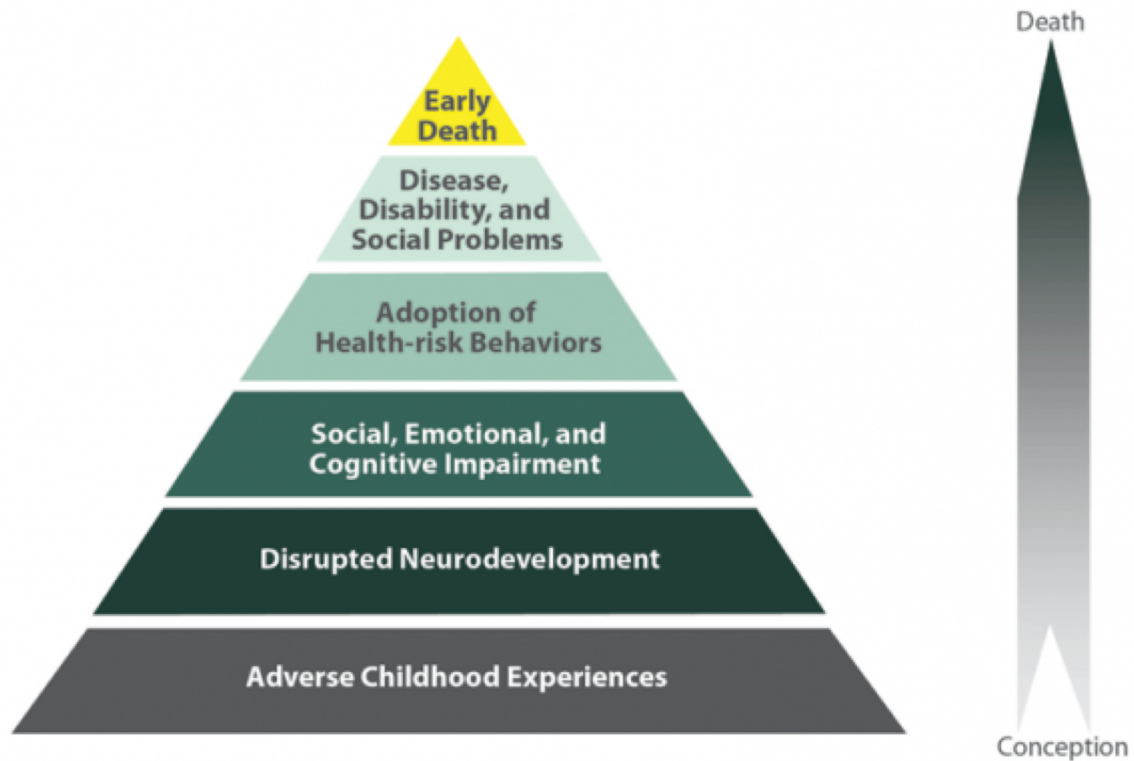 Death
Early
Death
Disease,
Disability, and
Social Problems
Adoption of
Health-risk Behaviors
Social, Emotional, and
Cognitive Impairment
Disrupted Neurodevelopment
Adverse Childhood Experiences
Conception